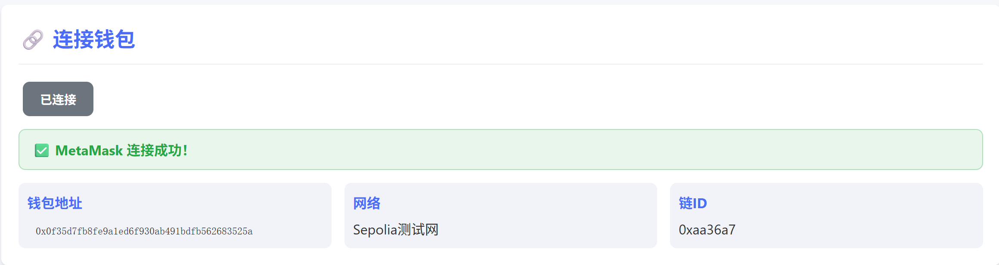 连接钱包
已连接
MetaMask 连接成功！
钱包地址
0x0f35d7fb8fe9a1ed6f930ab491bdfb562683525a
网络
Sepolia测试网
链ID
0xaa36a7